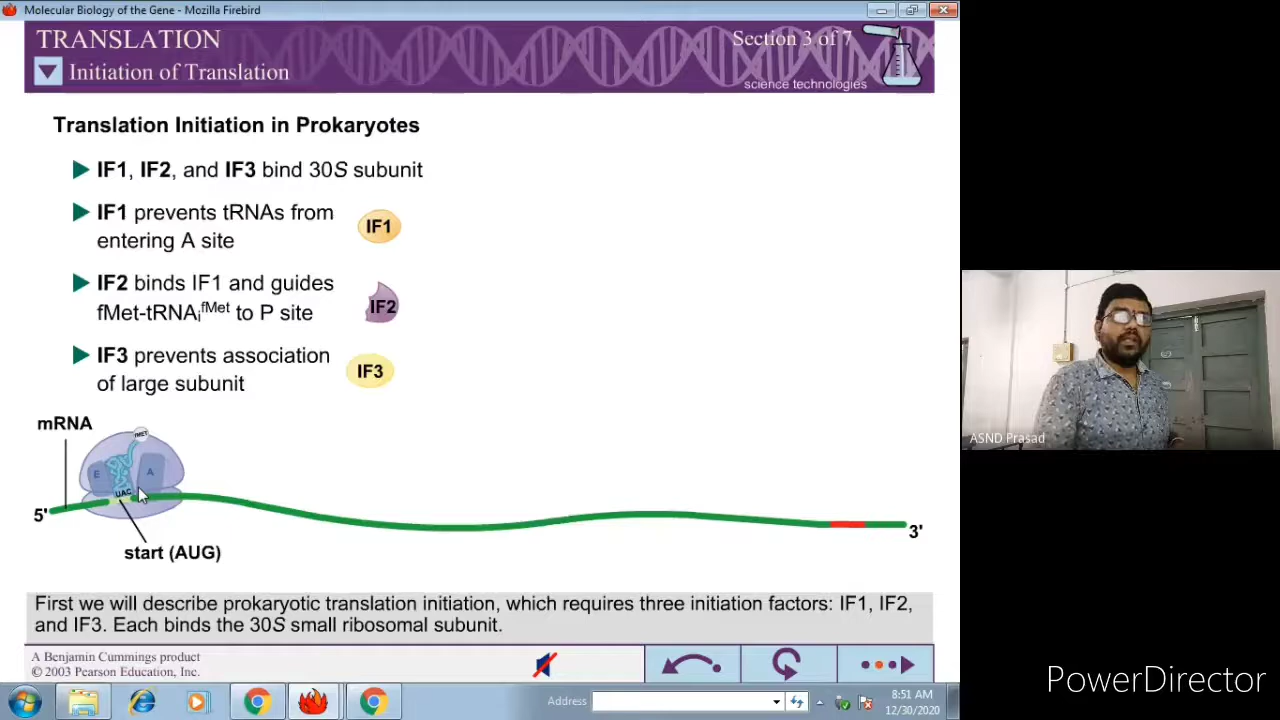 Molecular Biology of the Gene - Mozilla Firebird
TRANSLATION
Section 3 of 7
Initiation of Translation
science technologies
Translation Initiation in Prokaryotes
IF1, IF2, and IF3 bind 30S subunit
IF1 prevents tRNAs from
entering A site
IF1
IF2 binds IF1 and guides
fMet-tRNAifMet to P site
IF2
IF3 prevents association
of large subunit
IF3
mRNA
fMET
E
A
UAC
5'
3'
start (AUG)
First we will describe prokaryotic translation initiation, which requires three initiation factors: IF1, IF2,
and IF3. Each binds the 30S small ribosomal subunit.
A Benjamin Cummings product
© 2003 Pearson Education, Inc.
Address
8:51 AM
12/30/2020
ASND Prasad
PowerDirector